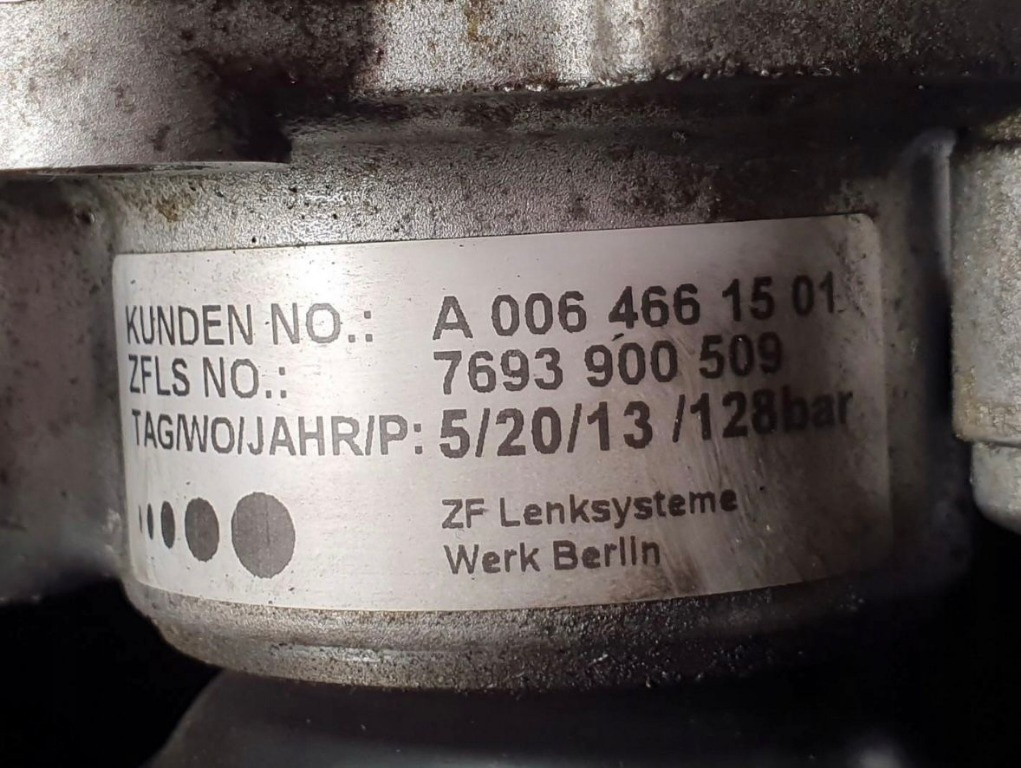 KUNDEN NO.: A 006 466 15 01
ZFLS NO.: 7693 900 509
TAG/WO/JAHR/P: 5/20/13 /128bar
ZF Lenksysteme
Werk Berlin